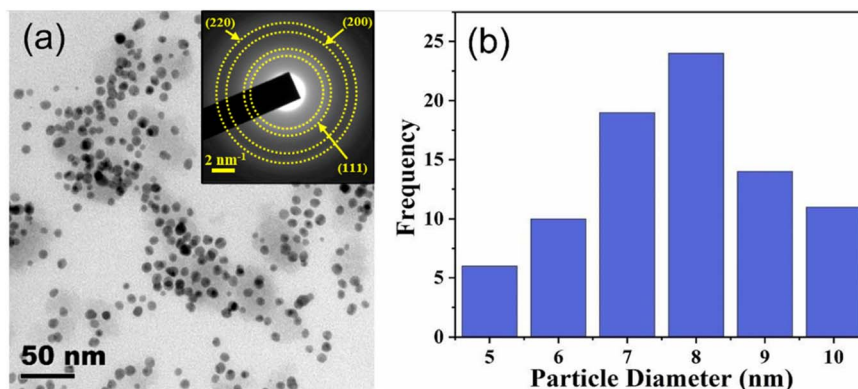 (a)
(220)
(200)
2 nm-1
(111)
50 nm
(b)
Frequency
25
20
15
10
5
0
5 6 7 8 9 10
Particle Diameter (nm)